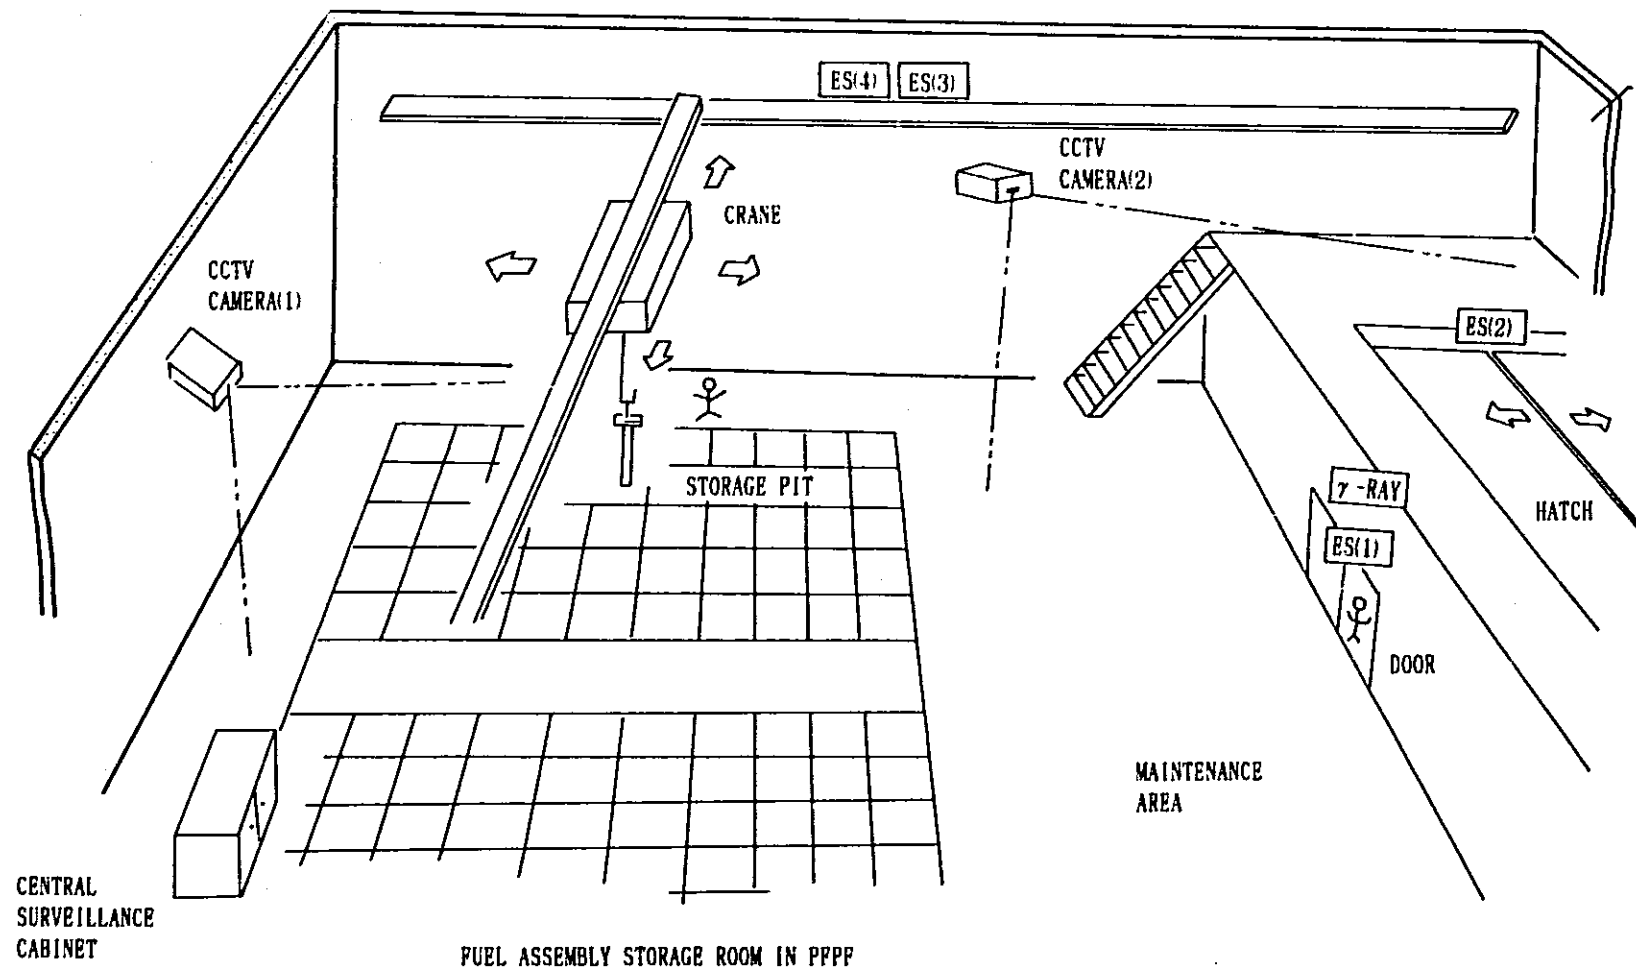 ES(4) ES(3)
CCTV
CAMERA(2)
CRANE
CCTV
CAMERA(1)
ES(2)
STORAGE PIT
γ-RAY
HATCH
ES(1)
DOOR
MAINTENANCE
AREA
CENTRAL
SURVEILLANCE
CABINET
FUEL ASSEMBLY STORAGE ROOM IN PFPF